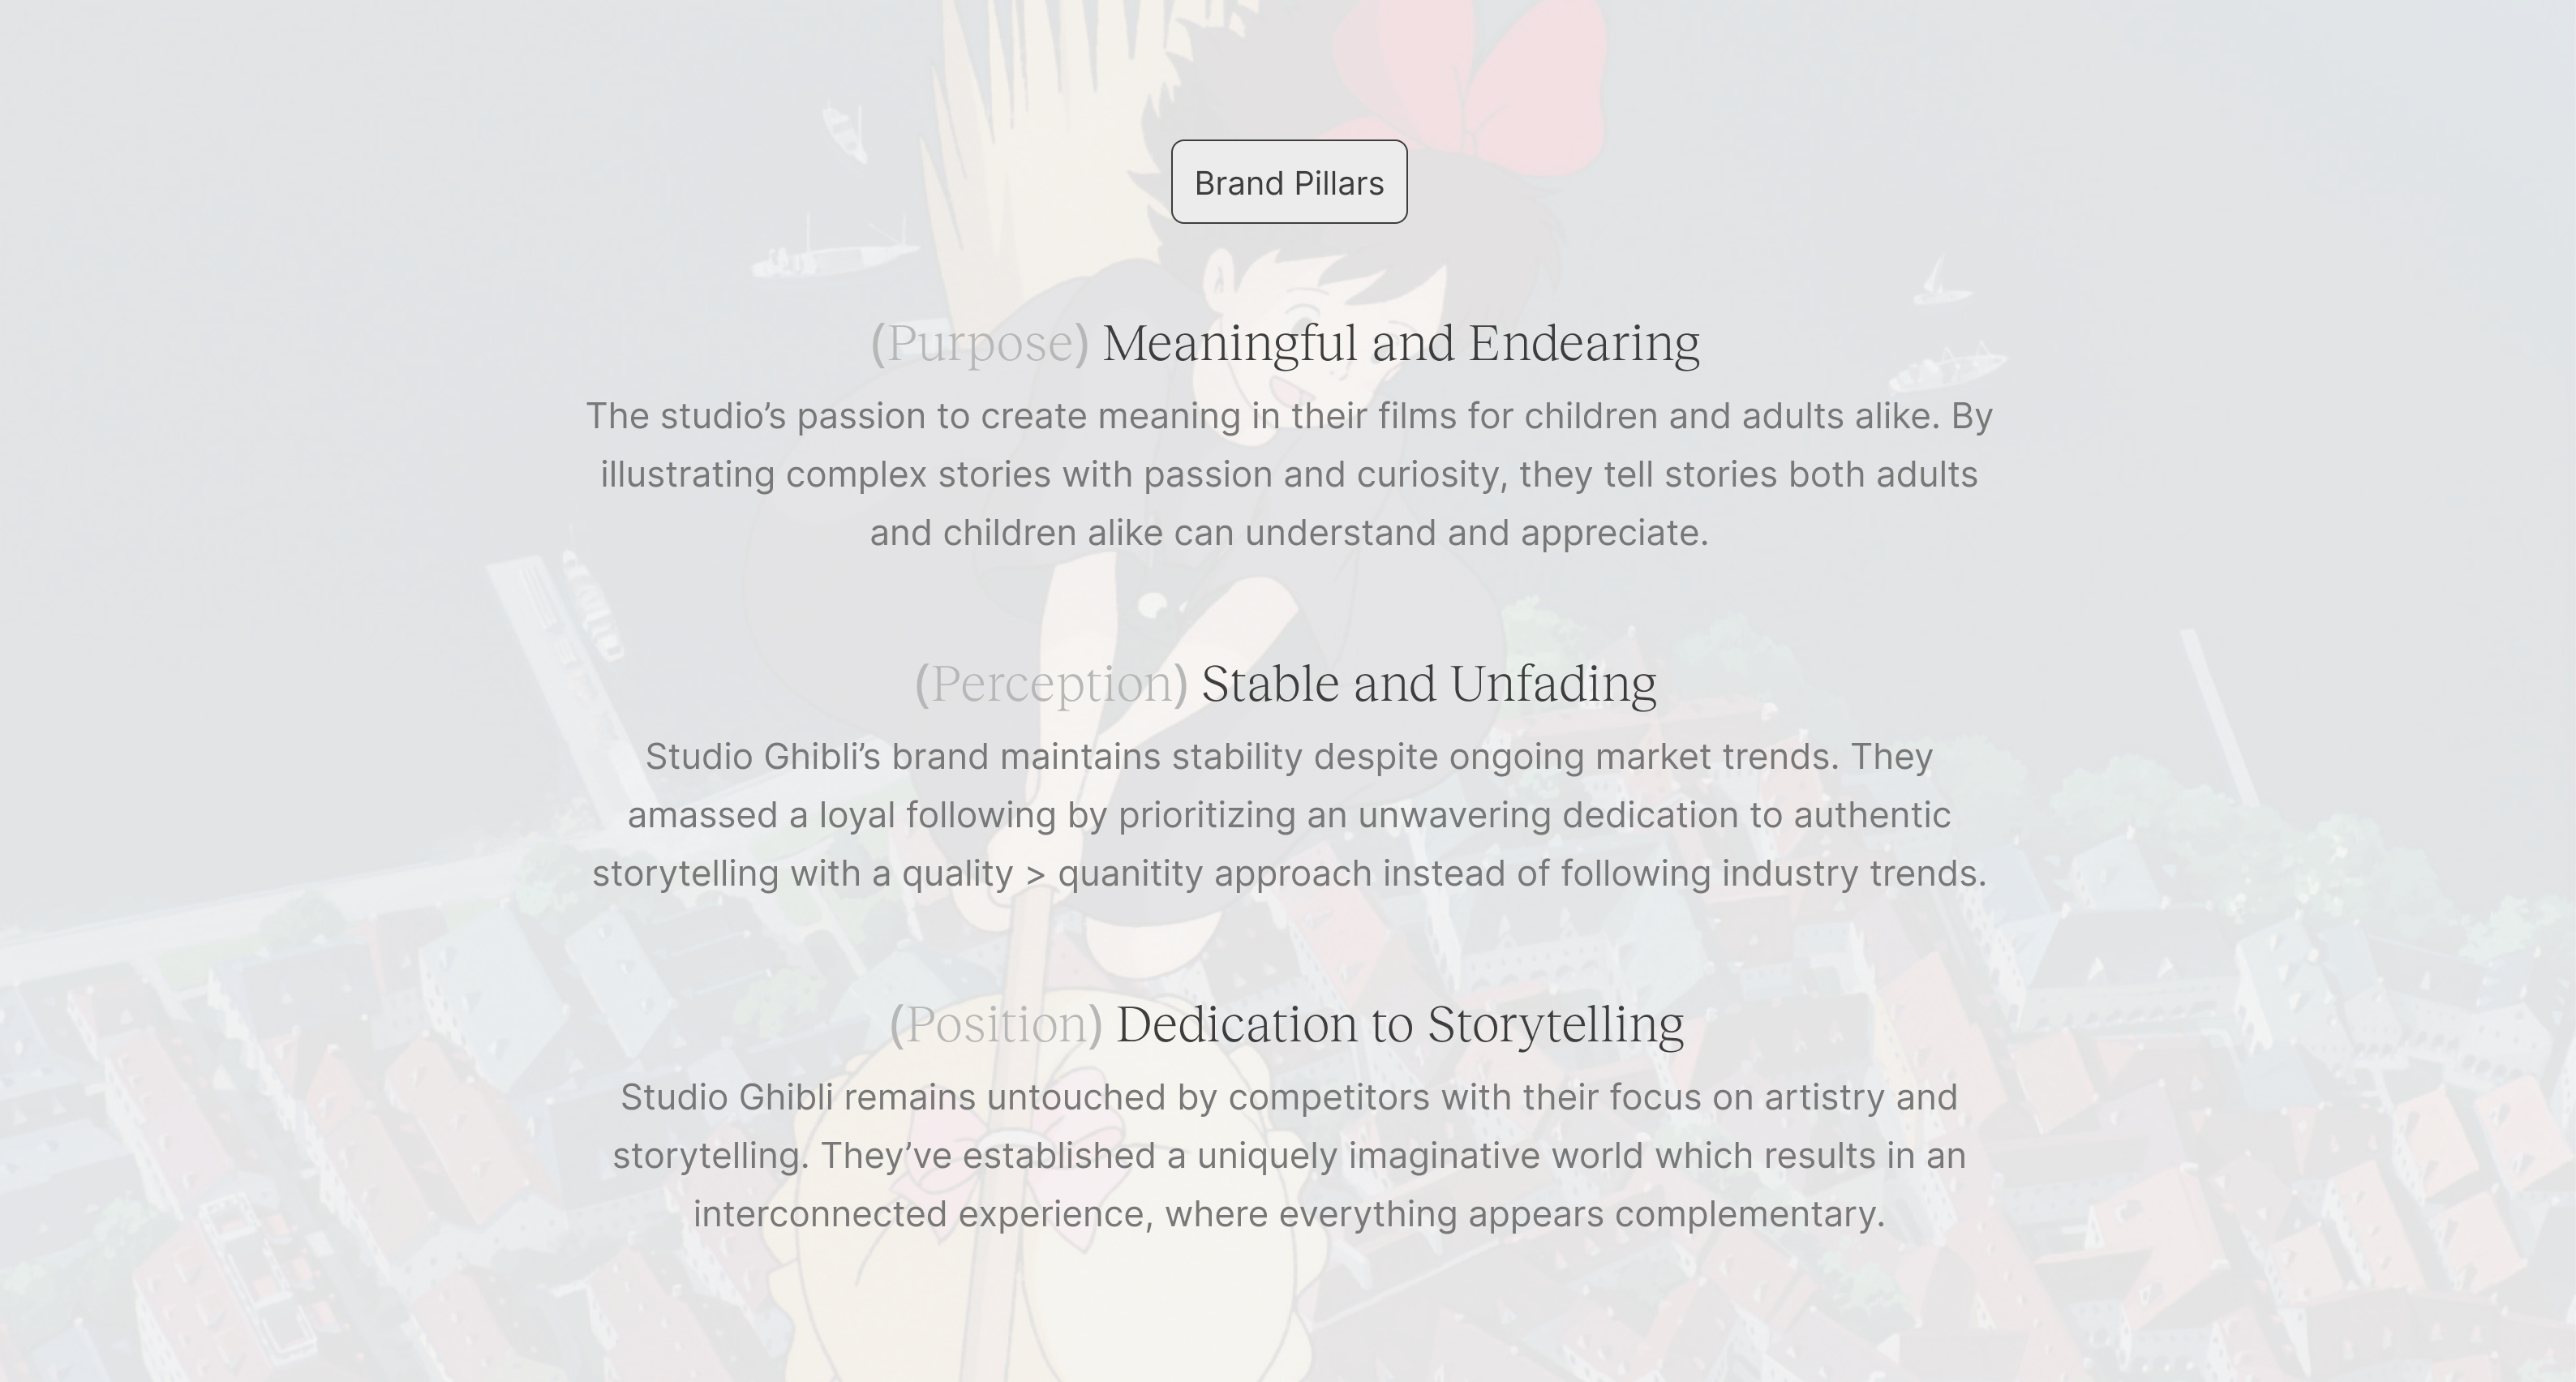 Brand Pillars
(Purpose) Meaningful and Endearing
The studio’s passion to create meaning in their films for children and adults alike. By
illustrating complex stories with passion and curiosity, they tell stories both adults
and children alike can understand and appreciate.
(Perception) Stable and Unfading
Studio Ghibli’s brand maintains stability despite ongoing market trends. They
amassed a loyal following by prioritizing an unwavering dedication to authentic
storytelling with a quality > quanitity approach instead of following industry trends.
(Position) Dedication to Storytelling
Studio Ghibli remains untouched by competitors with their focus on artistry and
storytelling. They’ve established a uniquely imaginative world which results in an
interconnected experience, where everything appears complementary.